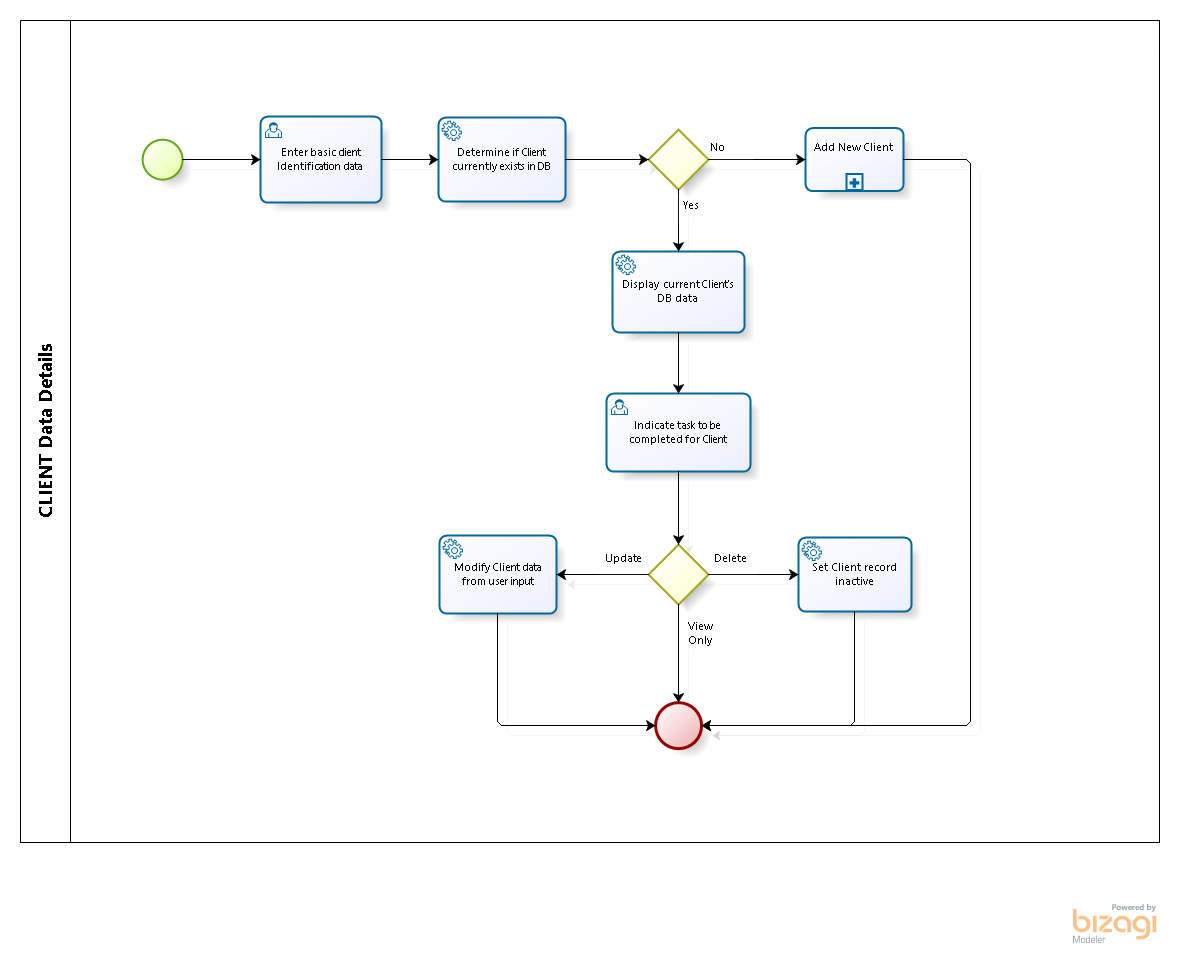 CLIENT Data Details
Enter basic client
Identification data
Determine if Client
currently exists in DB
No
Add New Client
Yes
Display current Client's
DB data
Indicate task to be
completed for Client
Update
Delete
Modify Client data
from user input
Set Client record
inactive
View
Only
Powered by
bizagi
Modeler